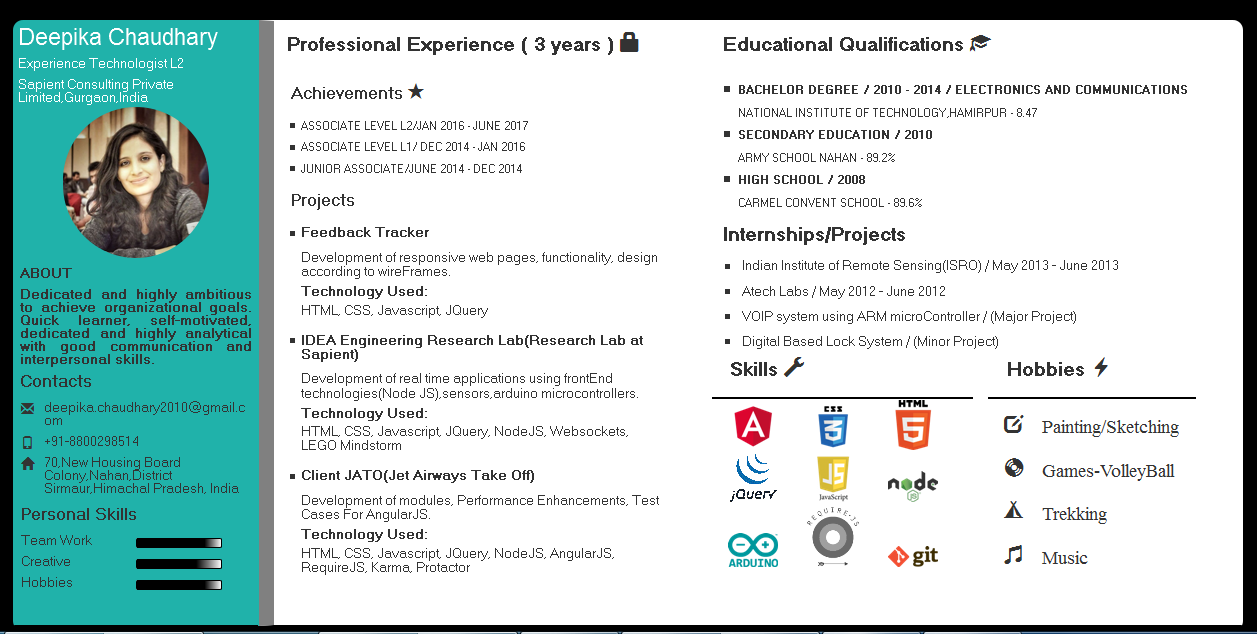 Deepika Chaudhary
Experience Technologist L2
Sapient Consulting Private
Limited,Gurgaon,India
ABOUT
Dedicated and highly ambitious
to achieve organizational goals.
Quick learner, self-motivated,
dedicated and highly analytical
with good communication and
interpersonal skills.
Contacts
deepika.chaudhary2010@gmail.c
om
+91-8800298514
70,New Housing Board
Colony,Nahan,District
Sirmaur,Himachal Pradesh, India
Personal Skills
Team Work
Creative
Hobbies
Professional Experience ( 3 years )
Achievements
ASSOCIATE LEVEL L2/JAN 2016 - JUNE 2017
ASSOCIATE LEVEL L1/ DEC 2014 - JAN 2016
JUNIOR ASSOCIATE/JUNE 2014 - DEC 2014
Projects
Feedback Tracker
Development of responsive web pages, functionality, design
according to wireFrames.
Technology Used:
HTML, CSS, Javascript, JQuery
IDEA Engineering Research Lab(Research Lab at
Sapient)
Development of real time applications using frontEnd
technologies(Node JS),sensors,arduino microcontrollers.
Technology Used:
HTML, CSS, Javascript, JQuery, NodeJS, Websockets,
LEGO Mindstorm
Client JATO(Jet Airways Take Off)
Development of modules, Performance Enhancements, Test
Cases For AngularJS.
Technology Used:
HTML, CSS, Javascript, JQuery, NodeJS, AngularJS,
RequireJS, Karma, Protactor
Educational Qualifications
BACHELOR DEGREE / 2010 - 2014 / ELECTRONICS AND COMMUNICATIONS
NATIONAL INSTITUTE OF TECHNOLOGY,HAMIRPUR - 8.47
SECONDARY EDUCATION / 2010
ARMY SCHOOL NAHAN - 89.2%
HIGH SCHOOL / 2008
CARMEL CONVENT SCHOOL - 89.6%
Internships/Projects
Indian Institute of Remote Sensing(ISRO) / May 2013 - June 2013
Atech Labs / May 2012 - June 2012
VOIP system using ARM microController / (Major Project)
Digital Based Lock System / (Minor Project)
Skills
A
CSS
3
HTML
5
jQuery
JS
JavaScript
node
JS
ARDUINO
REQUIRE-JS
git
Hobbies
Painting/Sketching
Games-VolleyBall
Trekking
Music